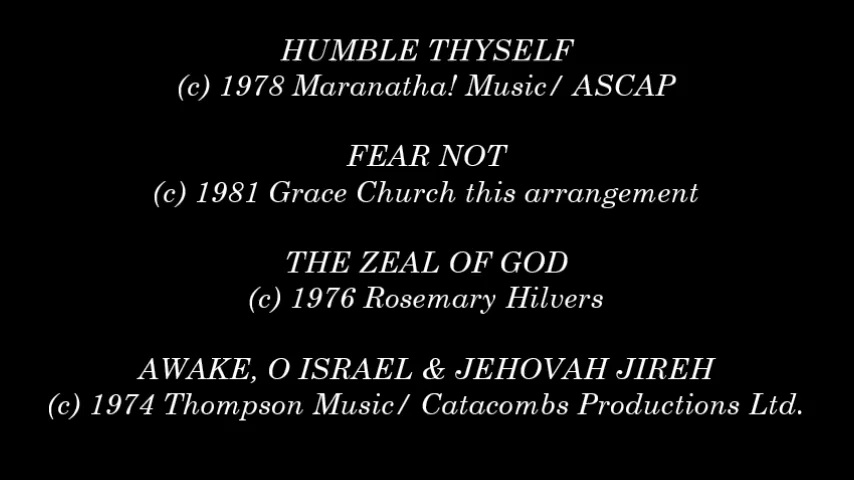 HUMBLE THYSELF
(c) 1978 Maranatha! Music/ ASCAP
FEAR NOT
(c) 1981 Grace Church this arrangement
THE ZEAL OF GOD
(c) 1976 Rosemary Hilvers
AWAKE, O ISRAEL & JEHOVAH JIREH
(c) 1974 Thompson Music/ Catacombs Productions Ltd.